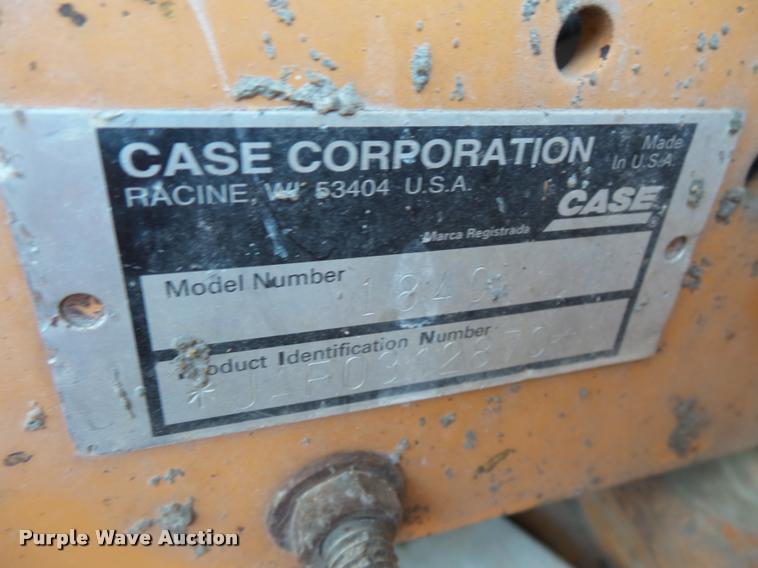 CASE CORPORATION
RACINE, WI 53404 U.S.A.
Made
In U.S.A.
CASE
®
Marca Registrada
Model Number
1840
Product Identification Number
Purple Wave Auction